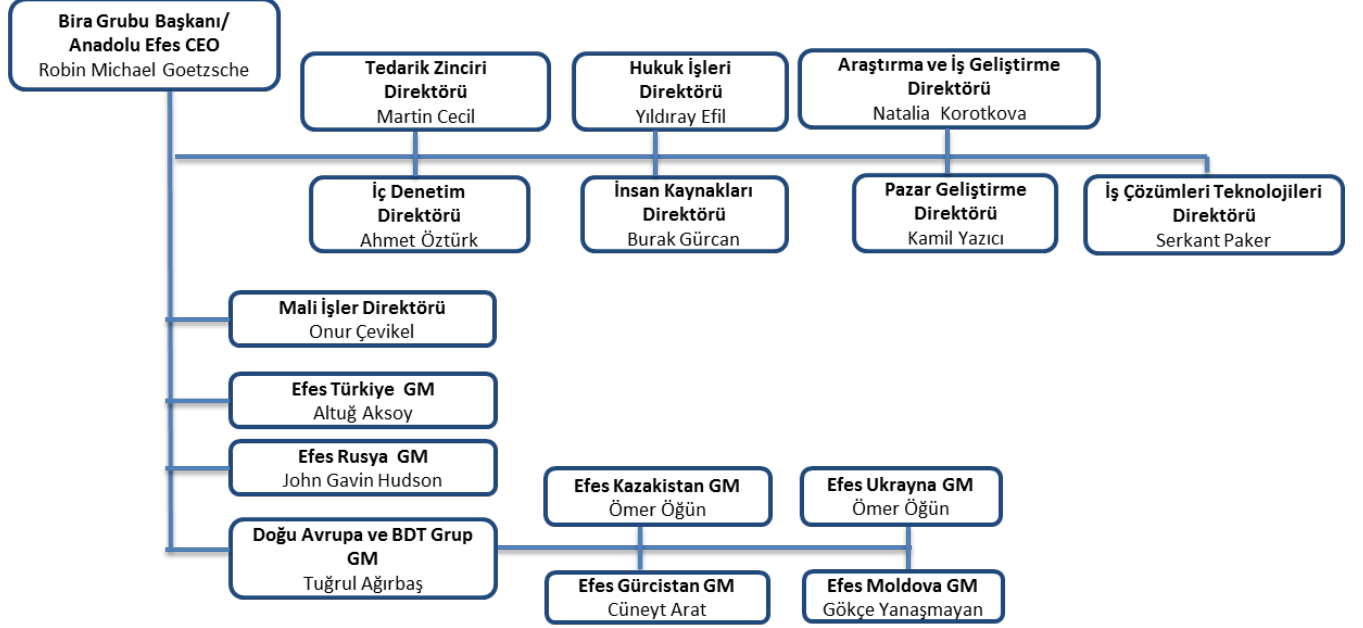 Bira Grubu Başkanı/
Anadolu Efes CEO
Robin Michael Goetzsche
Tedarik Zinciri
Direktörü
Martin Cecil
Hukuk İşleri
Direktörü
Yıldıray Efil
Araştırma ve İş Geliştirme
Direktörü
Natalia Korotkova
İç Denetim
Direktörü
Ahmet Öztürk
İnsan Kaynakları
Direktörü
Burak Gürcan
Pazar Geliştirme
Direktörü
Kamil Yazıcı
İş Çözümleri Teknolojileri
Direktörü
Serkant Paker
Mali İşler Direktörü
Onur Çevikel
Efes Türkiye GM
Altuğ Aksoy
Efes Rusya GM
John Gavin Hudson
Doğu Avrupa ve BDT Grup
GM
Tuğrul Ağırbaş
Efes Kazakistan GM
Ömer Öğün
Efes Ukrayna GM
Ömer Öğün
Efes Gürcistan GM
Cüneyt Arat
Efes Moldova GM
Gökçe Yanaşmayan